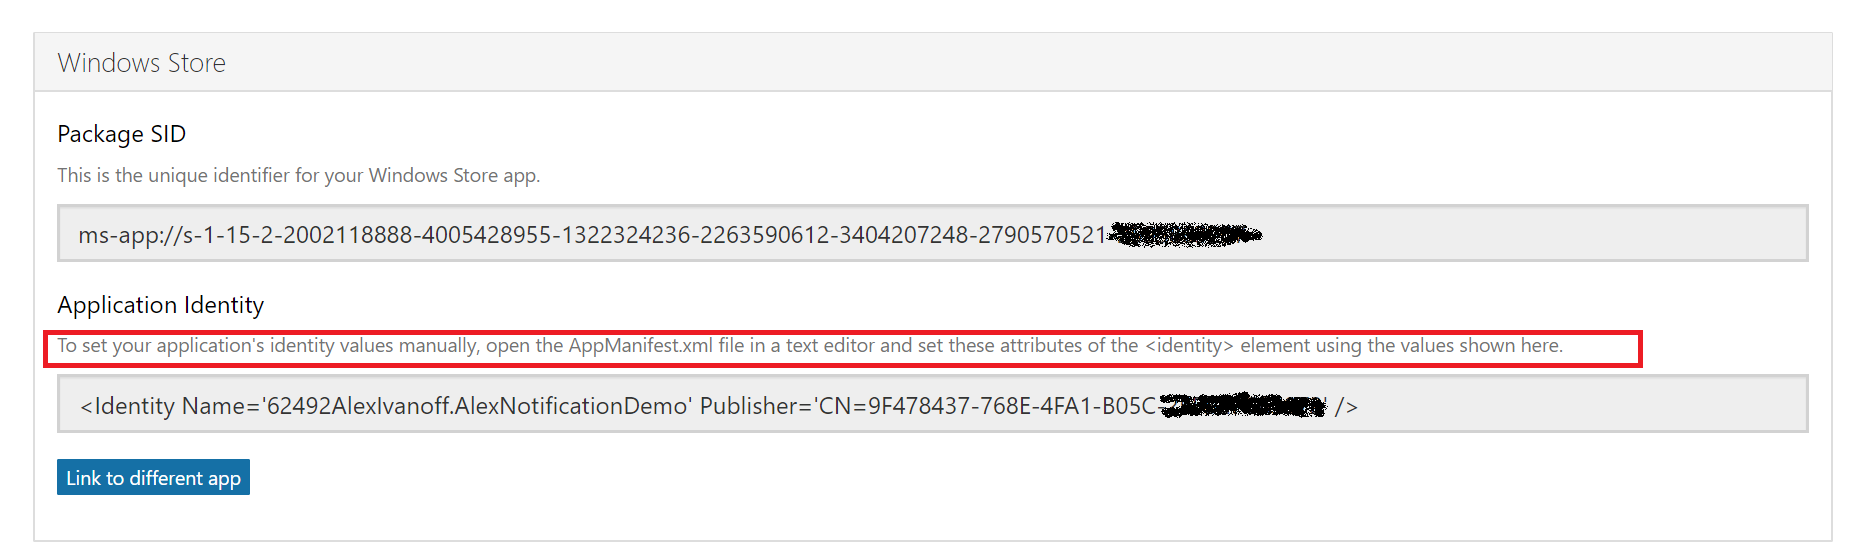 Windows Store
Package SID
This is the unique identifier for your Windows Store app.
ms-app://s-1-15-2-2002118888-4005428955-1322324236-2263590612-3404207248-2790570521
Application Identity
To set your application's identity values manually, open the AppManifest.xml file in a text editor and set these attributes of the <identity> element using the values shown here.
<Identity Name='62492AlexIvanoff.AlexNotificationDemo' Publisher='CN=9F478437-768E-4FA1-B05C-' />
Link to different app